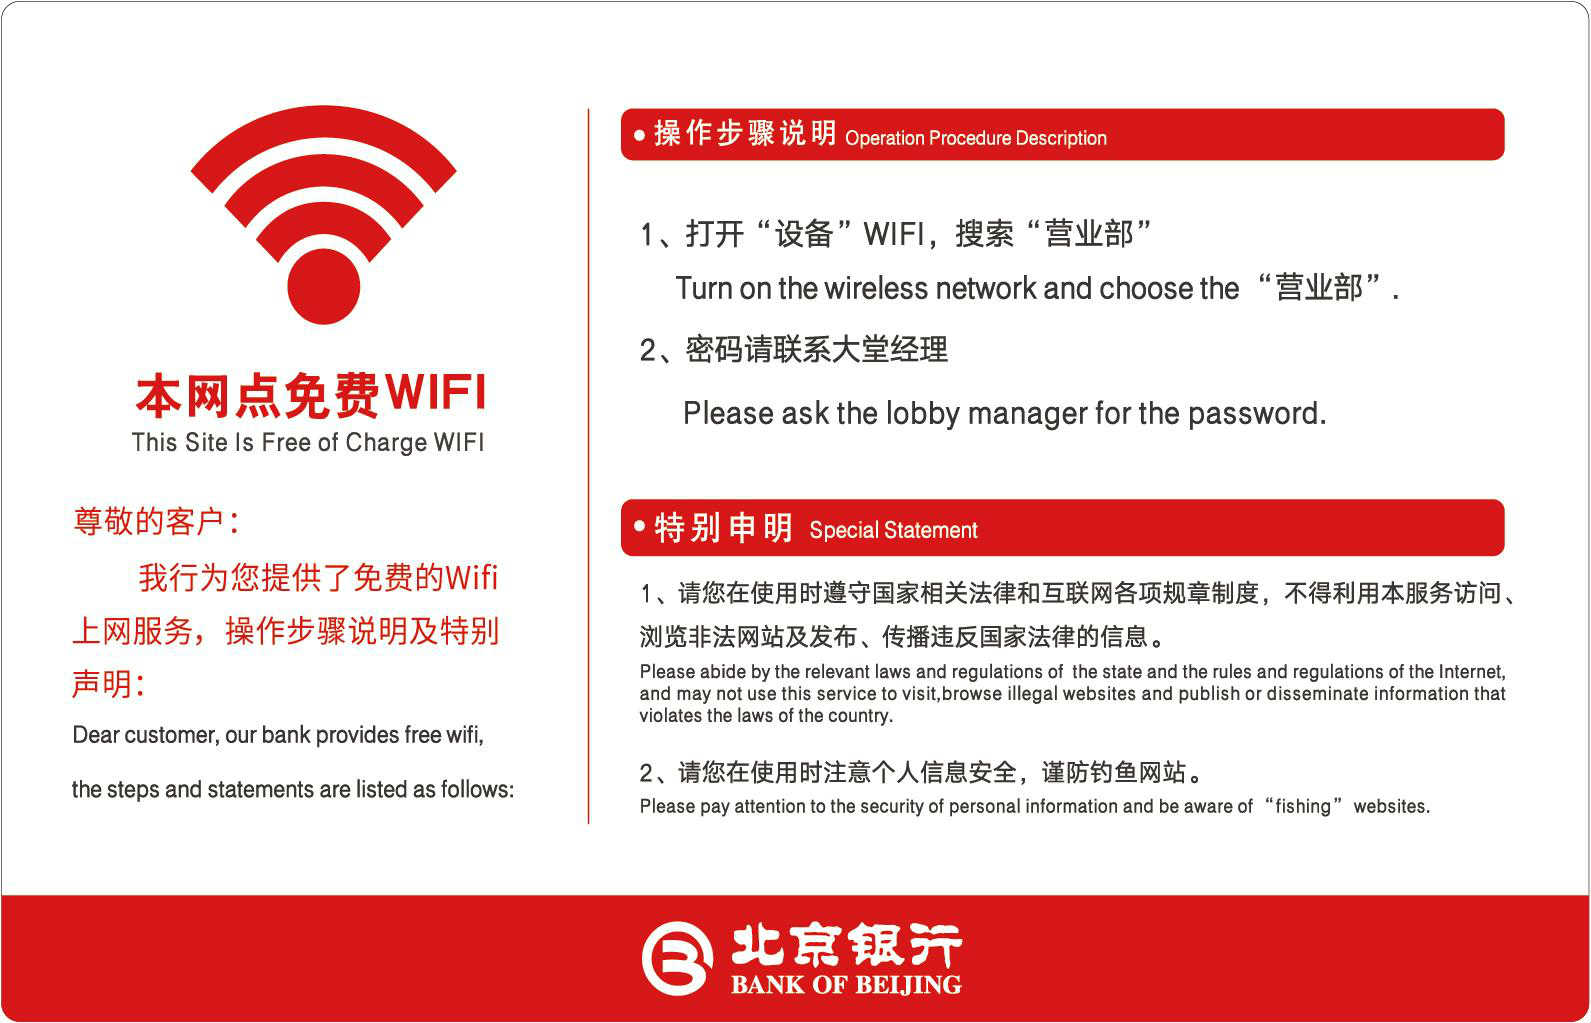 本网点免费WIFI
This Site Is Free of Charge WIFI
尊敬的客户：
我行为您提供了免费的Wifi
上网服务，操作步骤说明及特别
声明：
Dear customer, our bank provides free wifi,
the steps and statements are listed as follows:
• 操作步骤说明 Operation Procedure Description
1、打开“设备”WIFI，搜索“营业部”
Turn on the wireless network and choose the “营业部”.
2、密码请联系大堂经理
Please ask the lobby manager for the password.
• 特别申明 Special Statement
1、请您在使用时遵守国家相关法律和互联网各项规章制度，不得利用本服务访问、
浏览非法网站及发布、传播违反国家法律的信息。
Please abide by the relevant laws and regulations of the state and the rules and regulations of the Internet,
and may not use this service to visit,browse illegal websites and publish or disseminate information that
violates the laws of the country.
2、请您在使用时注意个人信息安全，谨防钓鱼网站。
Please pay attention to the security of personal information and be aware of “fishing” websites.
北京银行
BANK OF BEIJING